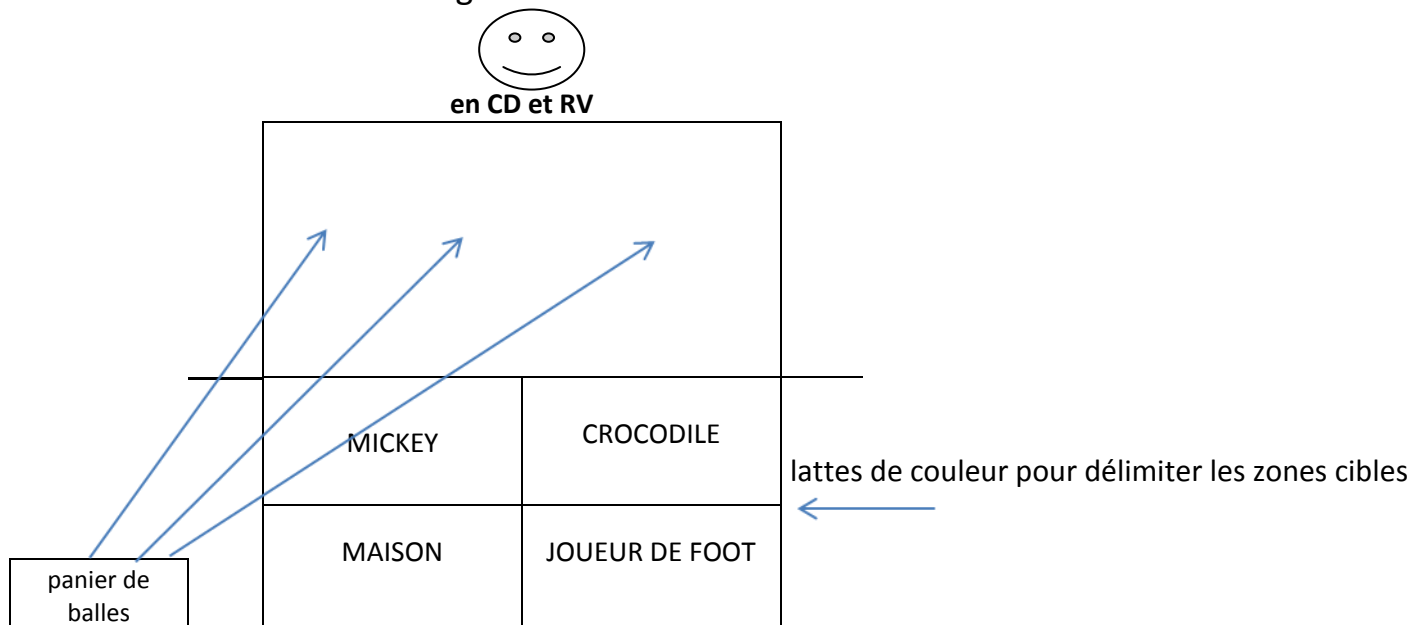 en CD et RV
MICKEY
CROCODILE
lattes de couleur pour délimiter les zones cibles
MAISON
JOUEUR DE FOOT
panier de
balles